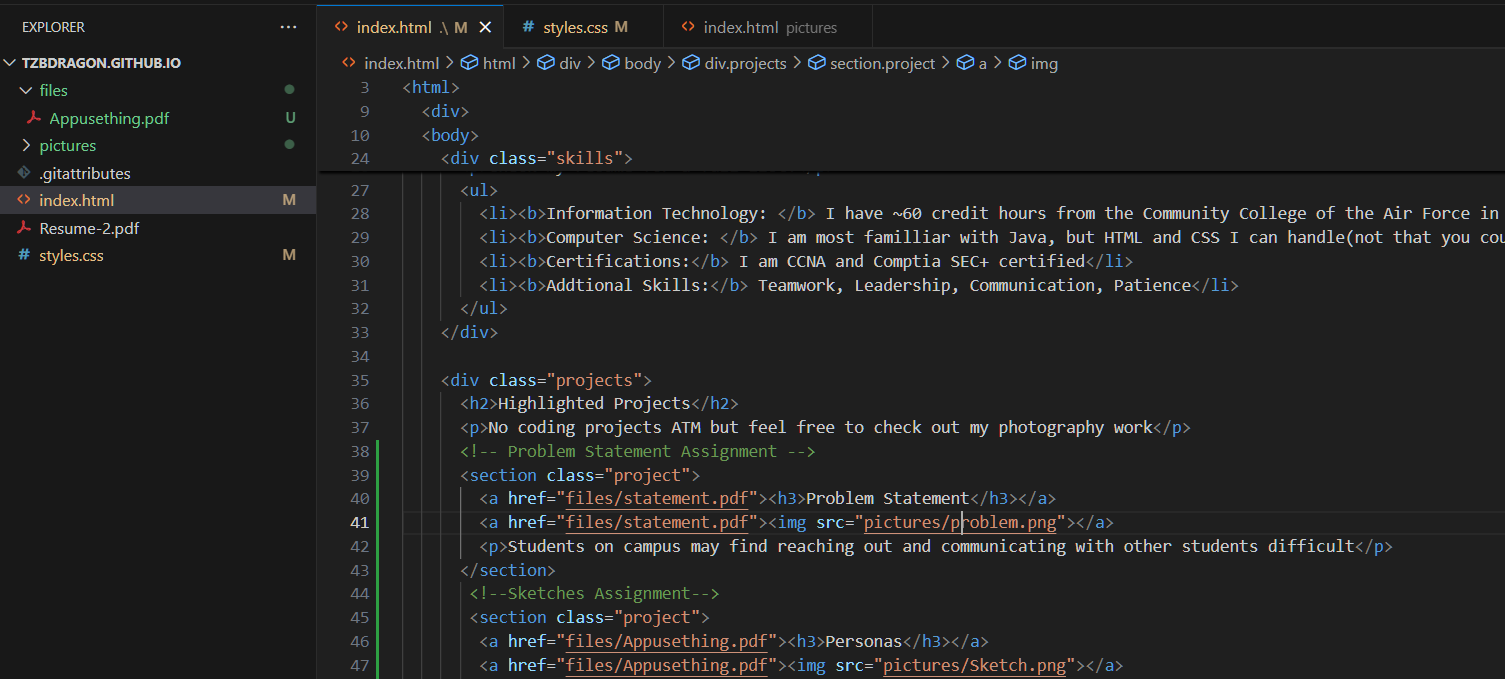 EXPLORER ...
TZBDRAGON.GITHUB.IO
files
Appusething.pdf U
pictures
.gitattributes
index.html M
Resume-2.pdf
styles.css M
index.html .\ M
styles.css M
index.html pictures
index.html > html > div > body > div.projects > section.project > a > img
3 <html>
9 <div>
10 <body>
24 <div class="skills">
27 <ul>
28 <li><b>Information Technology: </b> I have ~60 credit hours from the Community College of the Air Force in
29 <li><b>Computer Science: </b> I am most familliar with Java, but HTML and CSS I can handle(not that you cou
30 <li><b>Certifications:</b> I am CCNA and Comptia SEC+ certified</li>
31 <li><b>Addtional Skills:</b> Teamwork, Leadership, Communication, Patience</li>
32 </ul>
33 </div>
34
35 <div class="projects">
36 <h2>Highlighted Projects</h2>
37 <p>No coding projects ATM but feel free to check out my photography work</p>
38 <!-- Problem Statement Assignment -->
39 <section class="project">
40 <a href="files/statement.pdf"><h3>Problem Statement</h3></a>
41 <a href="files/statement.pdf"><img src="pictures/problem.png"></a>
42 <p>Students on campus may find reaching out and communicating with other students difficult</p>
43 </section>
44 <!--Sketches Assignment-->
45 <section class="project">
46 <a href="files/Appusething.pdf"><h3>Personas</h3></a>
47 <a href="files/Appusething.pdf"><img src="pictures/Sketch.png"></a>